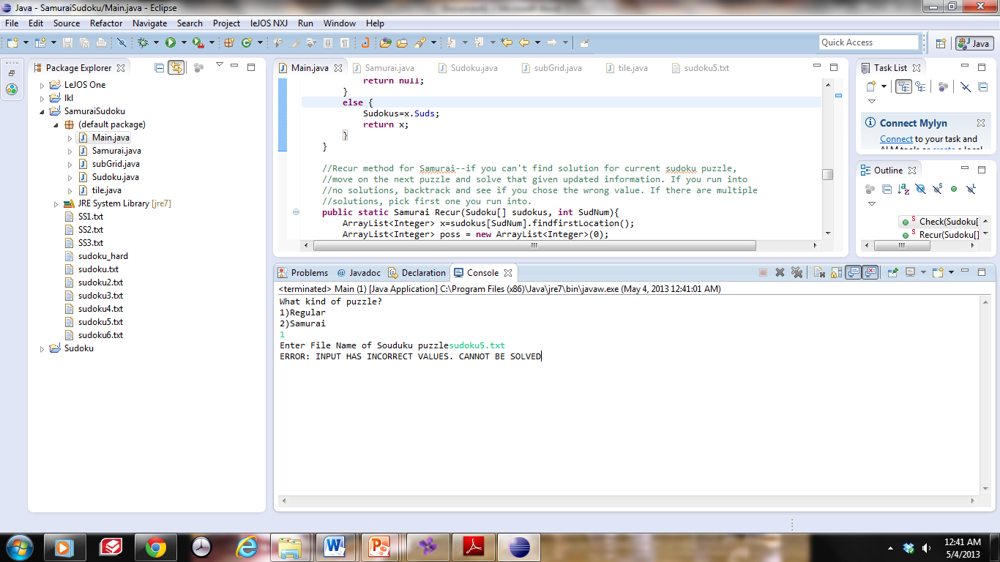 Java - SamuraiSudoku/Main.java - Eclipse
File Edit Source Refactor Navigate Search Project leJOS NXJ Run Window Help
Quick Access
Java
Package Explorer
LeJOS One
lkl
SamuraiSudoku
(default package)
Main.java
Samurai.java
subGrid.java
Sudoku.java
tile.java
JRE System Library [jre7]
SS1.txt
SS2.txt
SS3.txt
sudoku_hard
sudoku.txt
sudoku2.txt
sudoku3.txt
sudoku4.txt
sudoku5.txt
sudoku6.txt
Sudoku
Main.java Samurai.java Sudoku.java subGrid.java tile.java sudoku5.txt
return null;
}
else {
Sudokus=x.Suds;
return x;
}
}
//Recur method for Samurai--if you can't find solution for current sudoku puzzle,
//move on the next puzzle and solve that given updated information. If you run into
//no solutions, backtrack and see if you chose the wrong value. If there are multiple
//solutions, pick first one you run into.
public static Samurai Recur(Sudoku[] sudokus, int SudNum){
ArrayList<Integer> x=sudokus[SudNum].findfirstLocation();
ArrayList<Integer> poss = new ArrayList<Integer>(0);
Task List
Connect Mylyn
Connect to your task and
Outline
Check(Sudoku[
Recur(Sudoku[]
Problems Javadoc Declaration Console
<terminated> Main (1) [Java Application] C:\Program Files (x86)\Java\jre7\bin\javaw.exe (May 4, 2013 12:41:01 AM)
What kind of puzzle?
1)Regular
2)Samurai
1
Enter File Name of Souduku puzzlesudoku5.txt
ERROR: INPUT HAS INCORRECT VALUES. CANNOT BE SOLVED
12:41 AM
5/4/2013